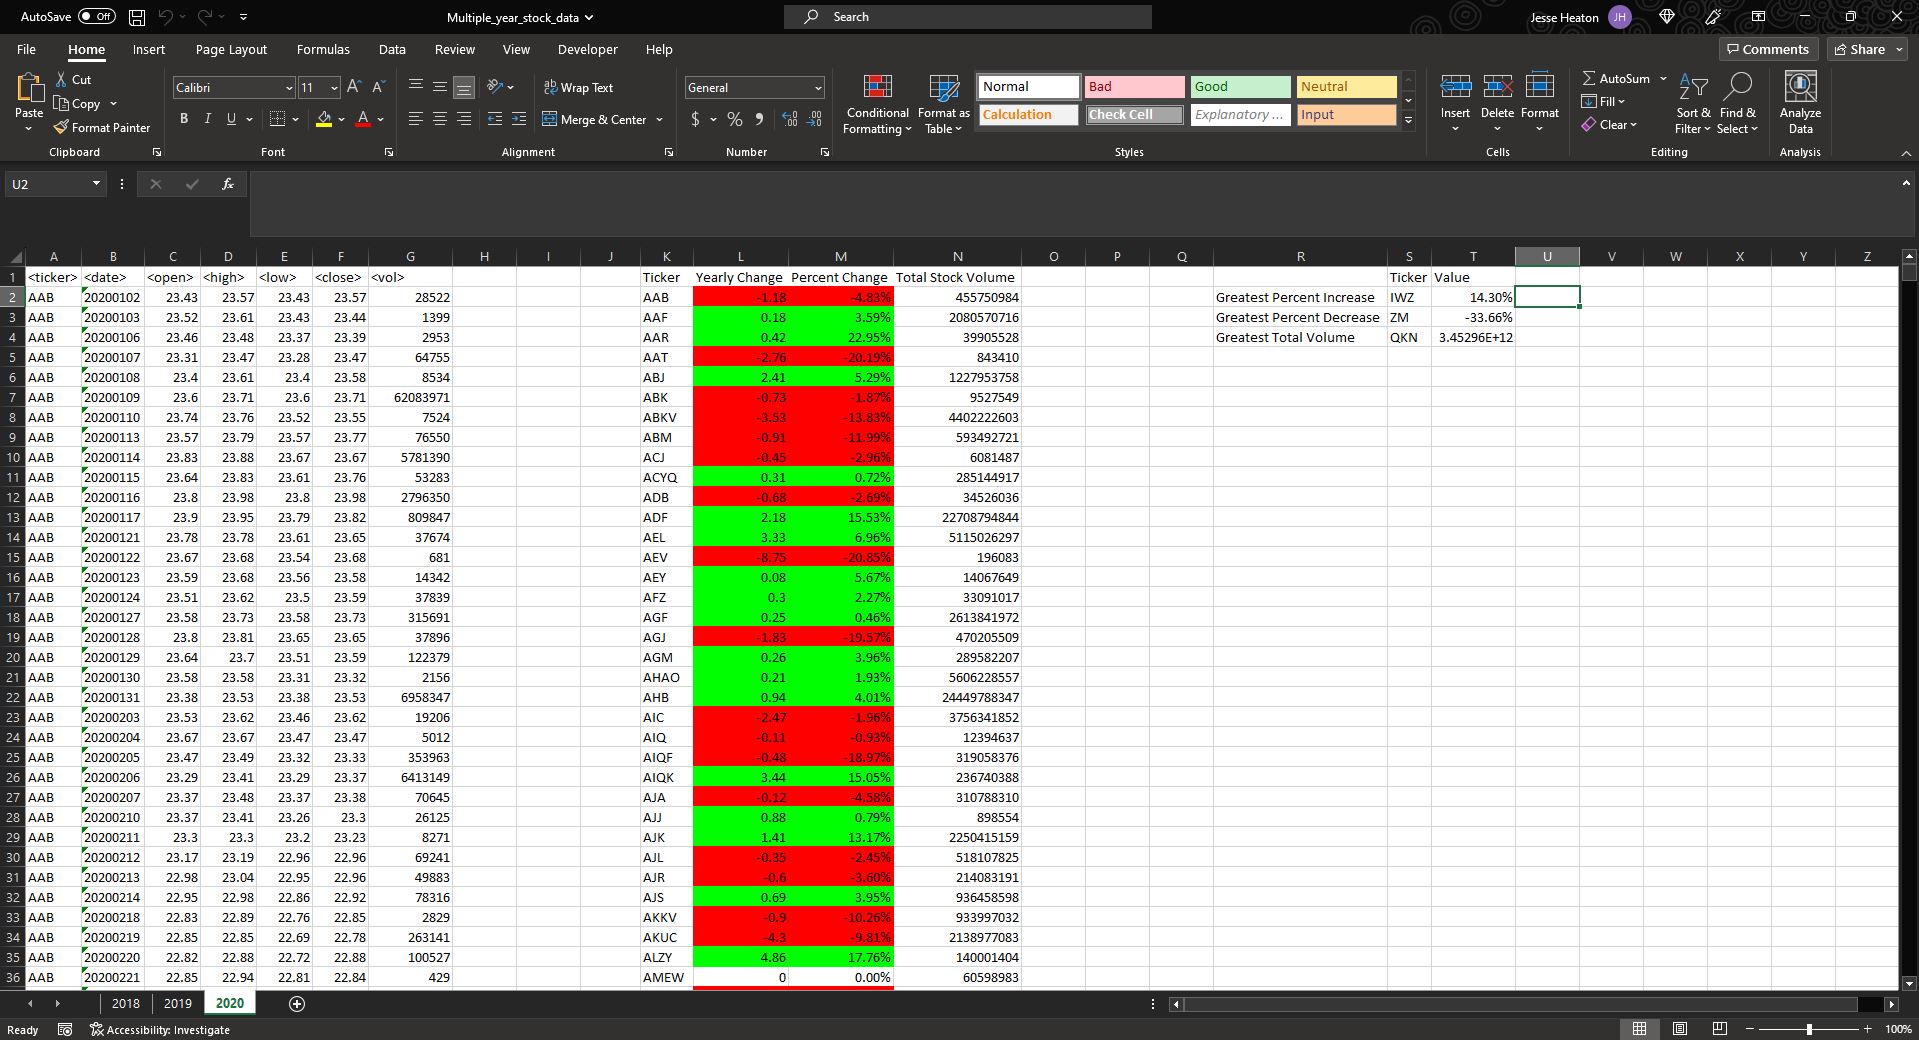 AutoSave Off Multiple_year_stock_data Search Jesse Heaton JH
File Home Insert Page Layout Formulas Data Review View Developer Help Comments Share
Paste Cut Copy Format Painter
Calibri 11 A A B I U A
Wrap Text Merge & Center
General $ % 9
Conditional Formatting Format as Table
Normal Bad Good Neutral
Calculation Check Cell Explanatory ... Input
Insert Delete Format
AutoSum Fill Clear Sort & Filter Find & Select
Analyze Data
Clipboard Font Alignment Number Styles Cells Editing Analysis
U2 fx
A B C D E F G H I J K L M N O P Q R S T U V W X Y Z
1 <ticker> <date> <open> <high> <low> <close> <vol> Ticker Yearly Change Percent Change Total Stock Volume Ticker Value
2 AAB 20200102 23.43 23.57 23.43 23.57 28522 AAB -1.18 -4.83% 455750984 Greatest Percent Increase IWZ 14.30%
3 AAB 20200103 23.52 23.61 23.43 23.44 1399 AAF 0.18 3.59% 2080570716 Greatest Percent Decrease ZM -33.66%
4 AAB 20200106 23.46 23.48 23.37 23.39 2953 AAR 0.42 22.95% 39905528 Greatest Total Volume QKN 3.45296E+12
5 AAB 20200107 23.31 23.47 23.28 23.47 64755 AAT -2.76 -20.19% 843410
6 AAB 20200108 23.4 23.61 23.4 23.58 8534 ABJ 2.41 5.29% 1227953758
7 AAB 20200109 23.6 23.71 23.6 23.71 62083971 ABK -0.73 -1.87% 9527549
8 AAB 20200110 23.74 23.76 23.52 23.55 7524 ABKV -3.53 -13.83% 4402222603
9 AAB 20200113 23.57 23.79 23.57 23.77 76550 ABM -0.91 -11.99% 593492721
10 AAB 20200114 23.83 23.88 23.67 23.67 5781390 ACJ -0.45 -2.96% 6081487
11 AAB 20200115 23.64 23.83 23.61 23.76 53283 ACYQ 0.31 0.72% 285144917
12 AAB 20200116 23.8 23.98 23.8 23.98 2796350 ADB -0.68 -2.69% 34526036
13 AAB 20200117 23.9 23.95 23.79 23.82 809847 ADF 2.18 15.53% 22708794844
14 AAB 20200121 23.78 23.78 23.61 23.65 37674 AEL 3.33 6.96% 5115026297
15 AAB 20200122 23.67 23.68 23.54 23.68 681 AEV -8.75 -20.85% 196083
16 AAB 20200123 23.59 23.68 23.56 23.58 14342 AEY 0.08 5.67% 14067649
17 AAB 20200124 23.51 23.62 23.5 23.59 37839 AFZ 0.3 2.27% 33091017
18 AAB 20200127 23.58 23.73 23.58 23.73 315691 AGF 0.25 0.46% 2613841972
19 AAB 20200128 23.8 23.81 23.65 23.65 37896 AGJ -1.83 -19.57% 470205509
20 AAB 20200129 23.64 23.7 23.51 23.59 122379 AGM 0.26 3.96% 289582207
21 AAB 20200130 23.58 23.58 23.31 23.32 2156 AHAO 0.21 1.93% 5606228557
22 AAB 20200131 23.38 23.53 23.38 23.53 6958347 AHB 0.94 4.01% 24449788347
23 AAB 20200203 23.53 23.62 23.46 23.62 19206 AIC -2.47 -1.96% 3756341852
24 AAB 20200204 23.67 23.67 23.47 23.47 5012 AIQ -0.11 -0.93% 12394637
25 AAB 20200205 23.47 23.49 23.32 23.33 353963 AIQF -0.48 -18.97% 319058376
26 AAB 20200206 23.29 23.41 23.29 23.37 6413149 AIQK 3.44 15.05% 236740388
27 AAB 20200207 23.37 23.48 23.37 23.38 70645 AJA -0.12 -4.58% 310788310
28 AAB 20200210 23.37 23.41 23.26 23.3 26125 AJJ 0.88 0.79% 898554
29 AAB 20200211 23.3 23.3 23.2 23.23 8271 AJK 1.41 13.17% 2250415159
30 AAB 20200212 23.17 23.19 22.96 22.96 69241 AJL -0.35 -2.45% 518107825
31 AAB 20200213 22.98 23.04 22.95 22.96 49883 AJR -0.6 -3.60% 214083191
32 AAB 20200214 22.95 22.98 22.86 22.92 78316 AJS 0.69 3.95% 936458598
33 AAB 20200218 22.83 22.89 22.76 22.85 2829 AKKV -0.9 -10.26% 933997032
34 AAB 20200219 22.85 22.85 22.69 22.78 263141 AKUC -4.3 -9.81% 2138977083
35 AAB 20200220 22.82 22.88 22.72 22.88 100527 ALZY 4.86 17.76% 140001404
36 AAB 20200221 22.85 22.94 22.81 22.84 429 AMEW 0 0.00% 60598983
2018 2019 2020
Ready Accessibility: Investigate 100%